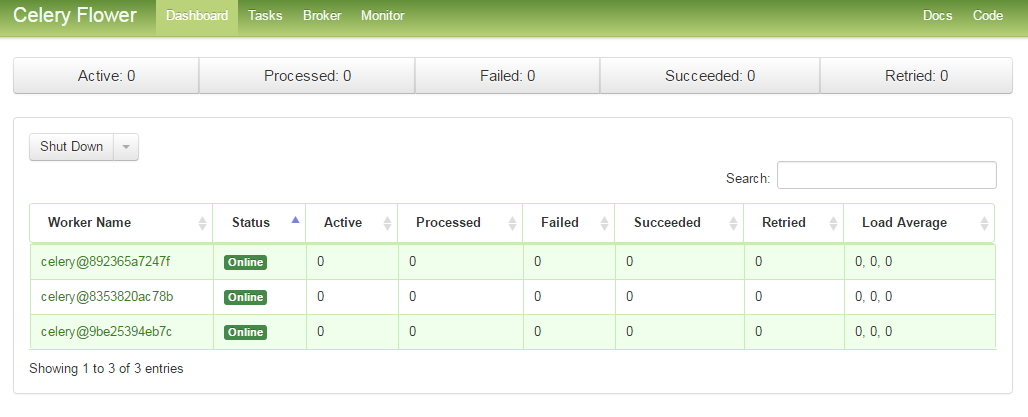 Celery Flower Dashboard Tasks Broker Monitor Docs Code
Active: 0 Processed: 0 Failed: 0 Succeeded: 0 Retried: 0
Shut Down
Search:
Worker Name Status Active Processed Failed Succeeded Retried Load Average
celery@892365a7247f Online 0 0 0 0 0 0, 0, 0
celery@8353820ac78b Online 0 0 0 0 0 0, 0, 0
celery@9be25394eb7c Online 0 0 0 0 0 0, 0, 0
Showing 1 to 3 of 3 entries